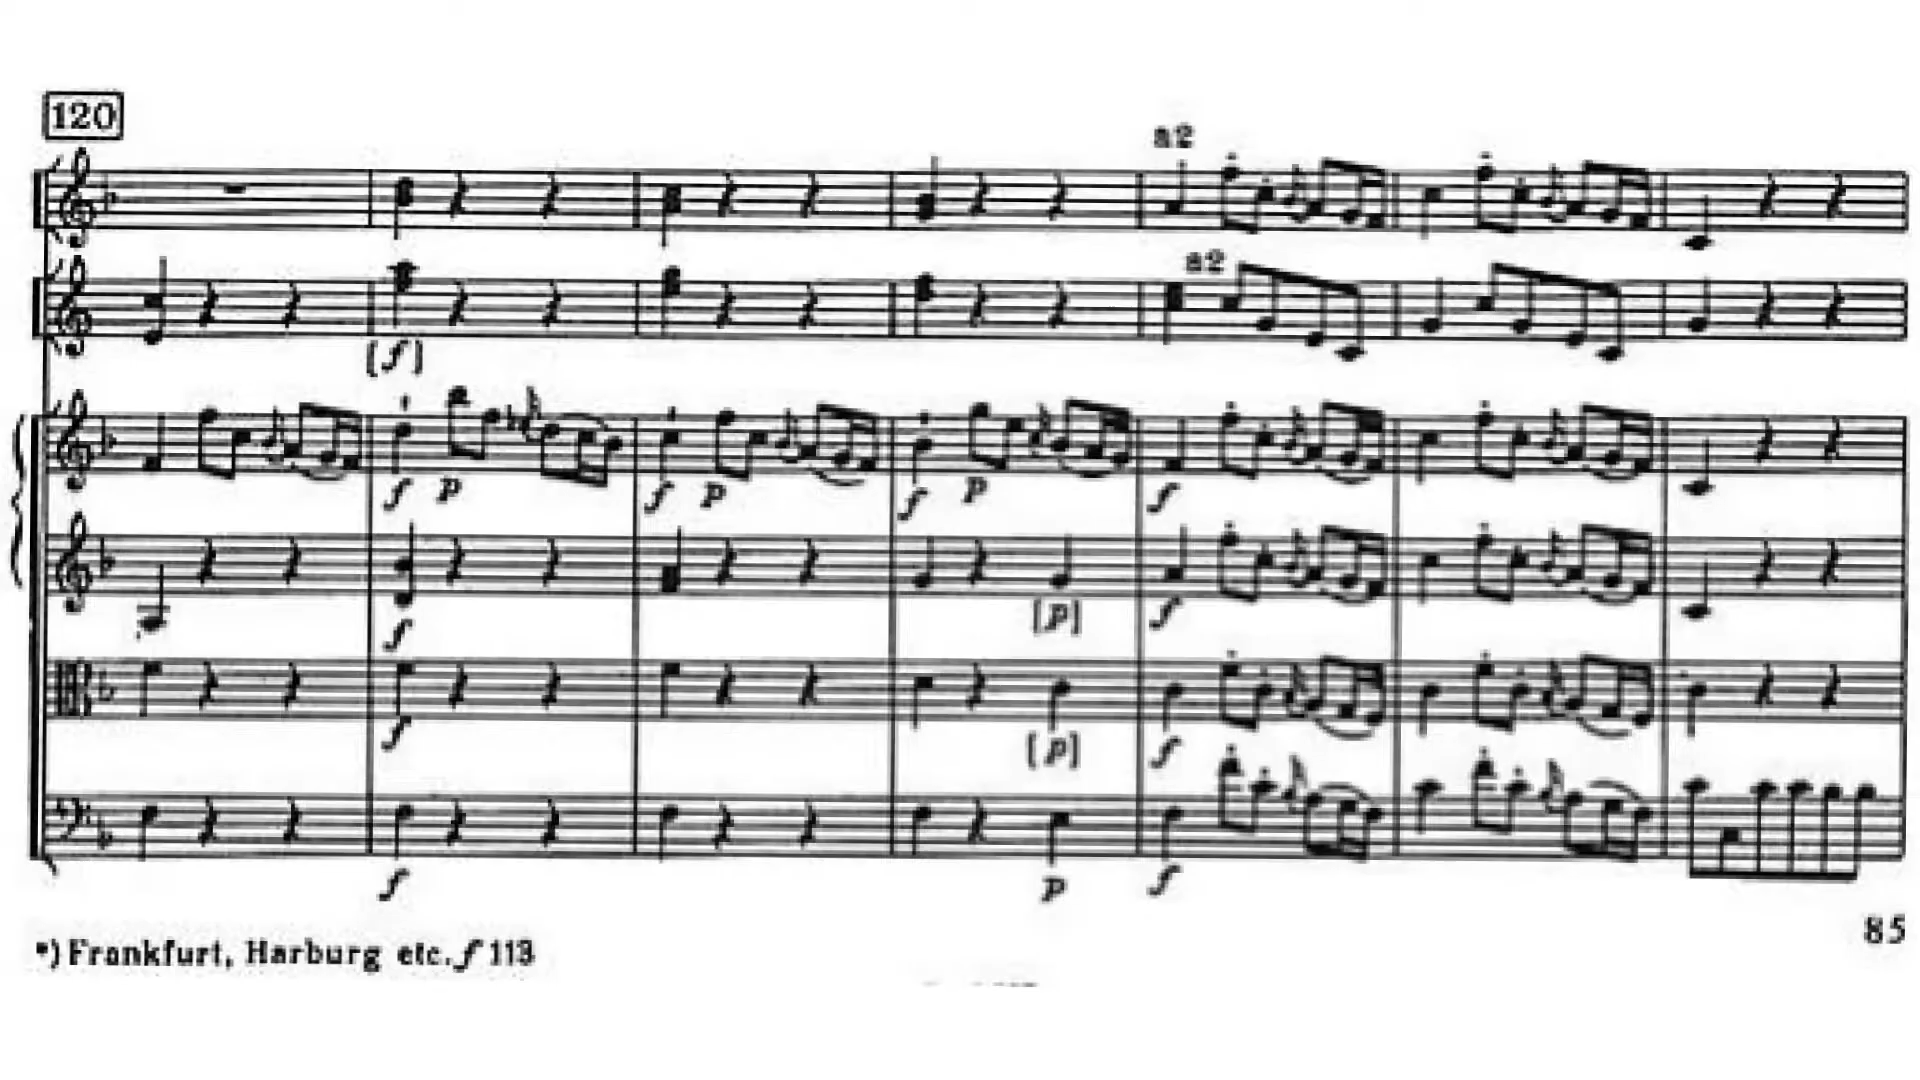 120
a2
a2
[f]
f p f p f p f
f [p] f
f [p] f
f p f
85
*) Frankfurt, Harburg etc. f 113